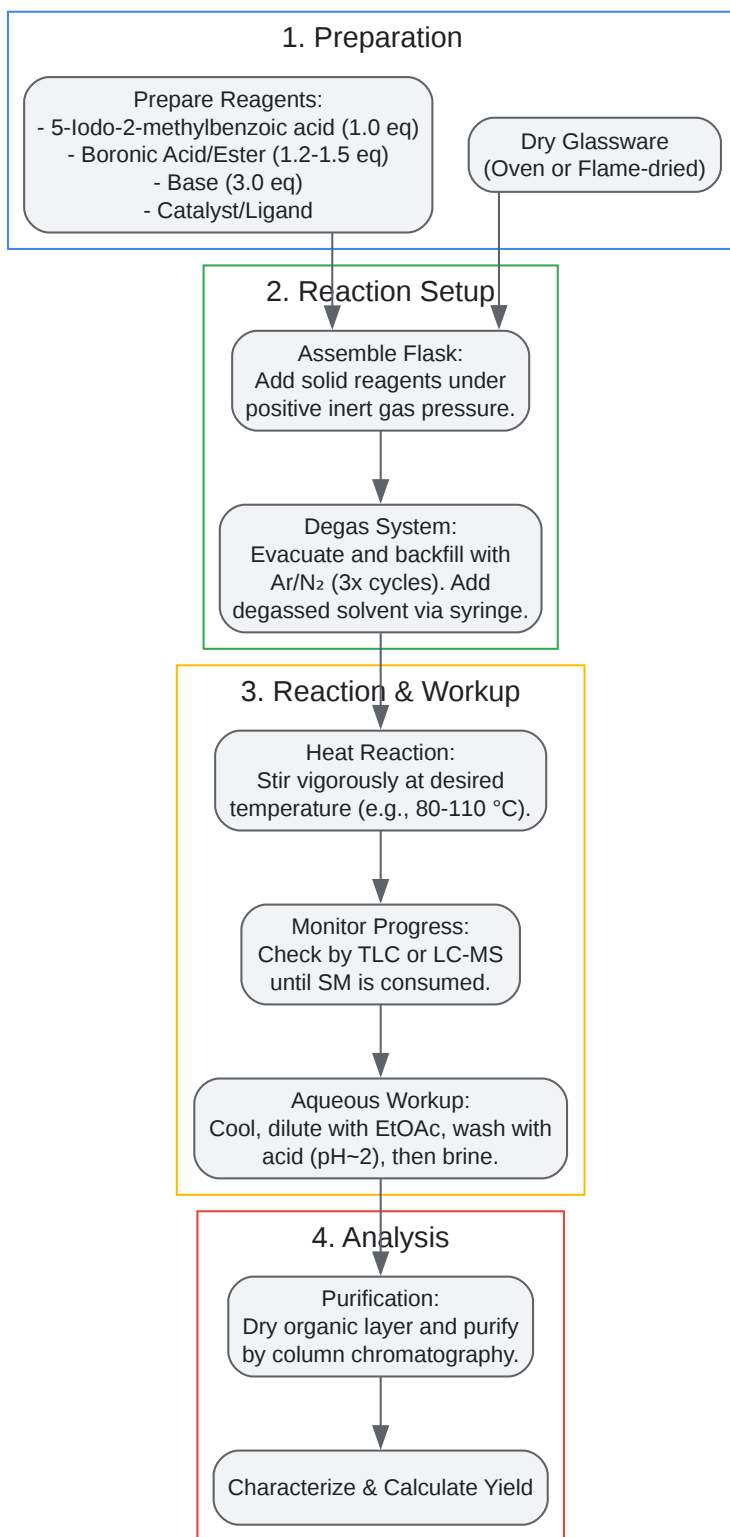 1. Preparation
Prepare Reagents:
- 5-Iodo-2-methylbenzoic acid (1.0 eq)
- Boronic Acid/Ester (1.2-1.5 eq)
- Base (3.0 eq)
- Catalyst/Ligand
Dry Glassware
(Oven or Flame-dried)
2. Reaction Setup
Assemble Flask:
Add solid reagents under
positive inert gas pressure.
Degas System:
Evacuate and backfill with
Ar/N₂ (3x cycles). Add
degassed solvent via syringe.
3. Reaction & Workup
Heat Reaction:
Stir vigorously at desired
temperature (e.g., 80-110 °C).
Monitor Progress:
Check by TLC or LC-MS
until SM is consumed.
Aqueous Workup:
Cool, dilute with EtOAc, wash with
acid (pH~2), then brine.
4. Analysis
Purification:
Dry organic layer and purify
by column chromatography.
Characterize & Calculate Yield